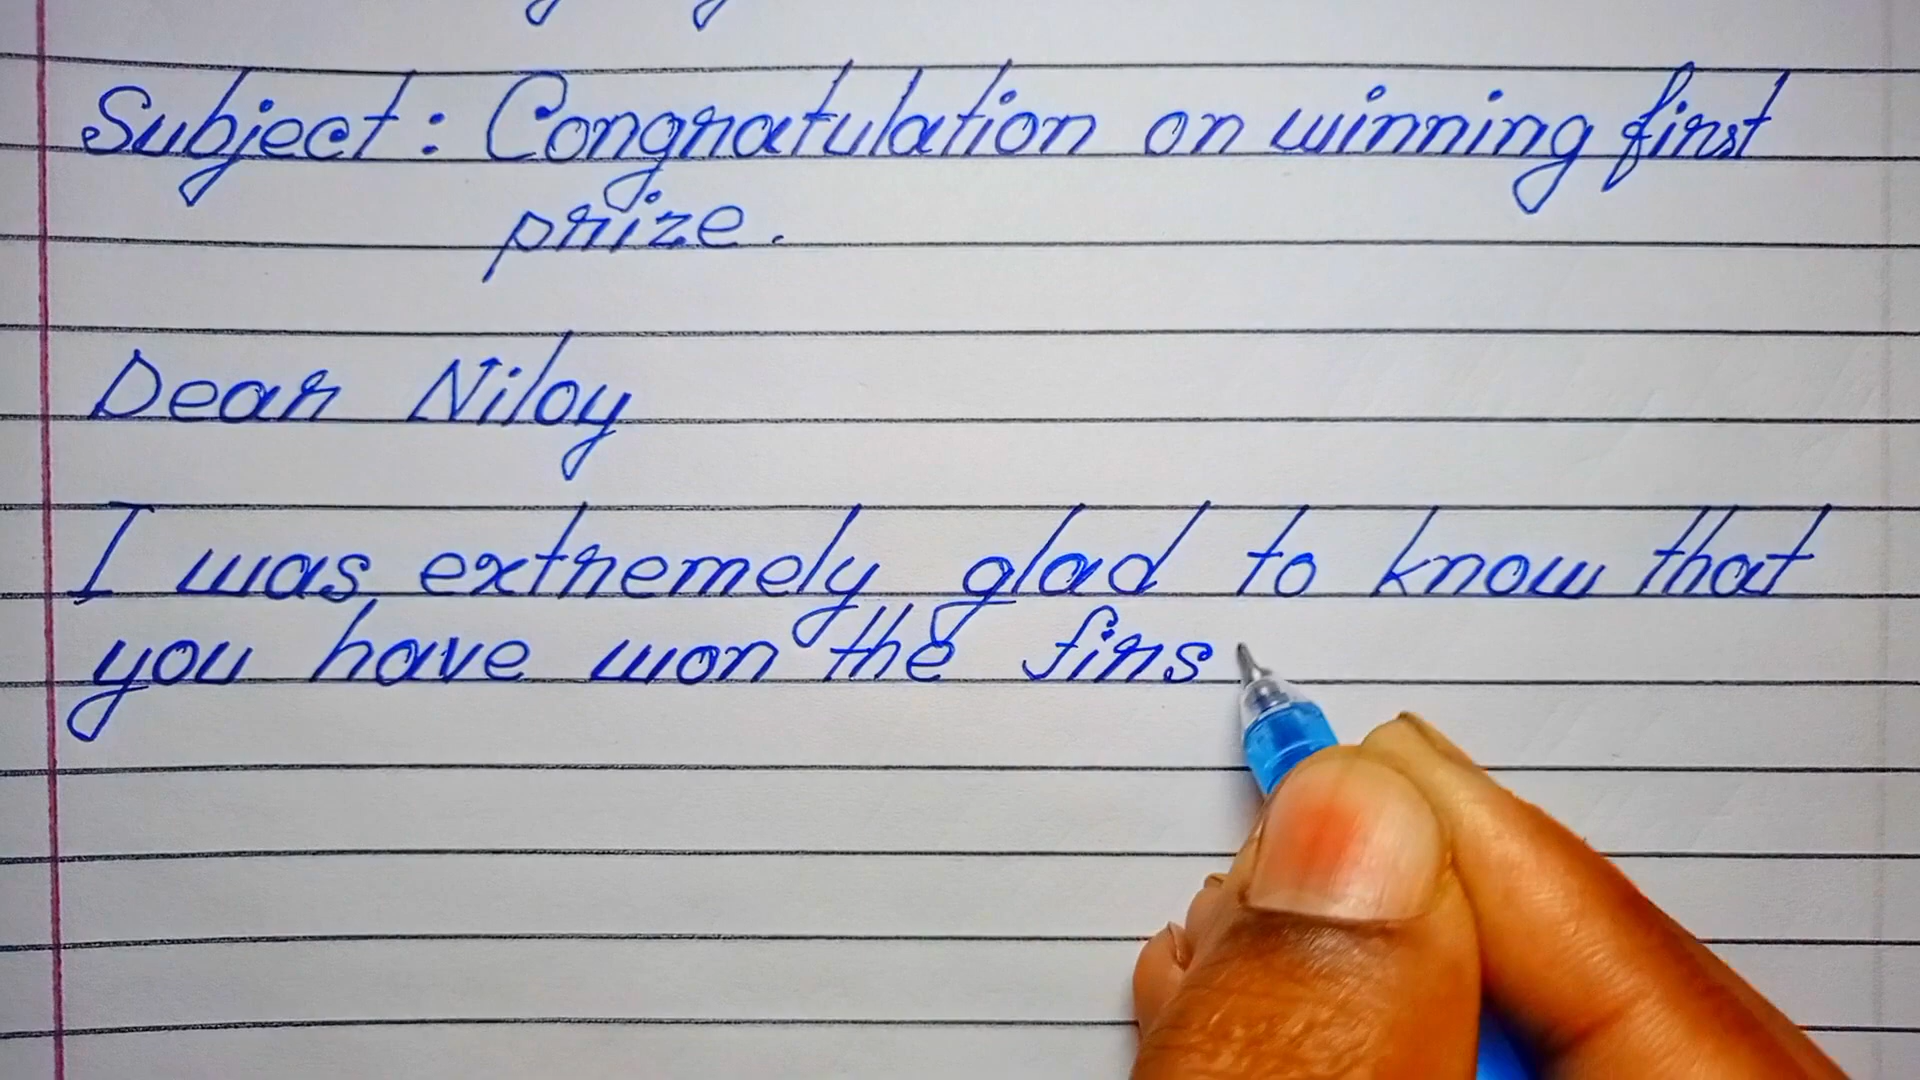 Subject: Congratulation on winning first
prize.
Dear Niloy
I was extremely glad to know that
you have won the firs